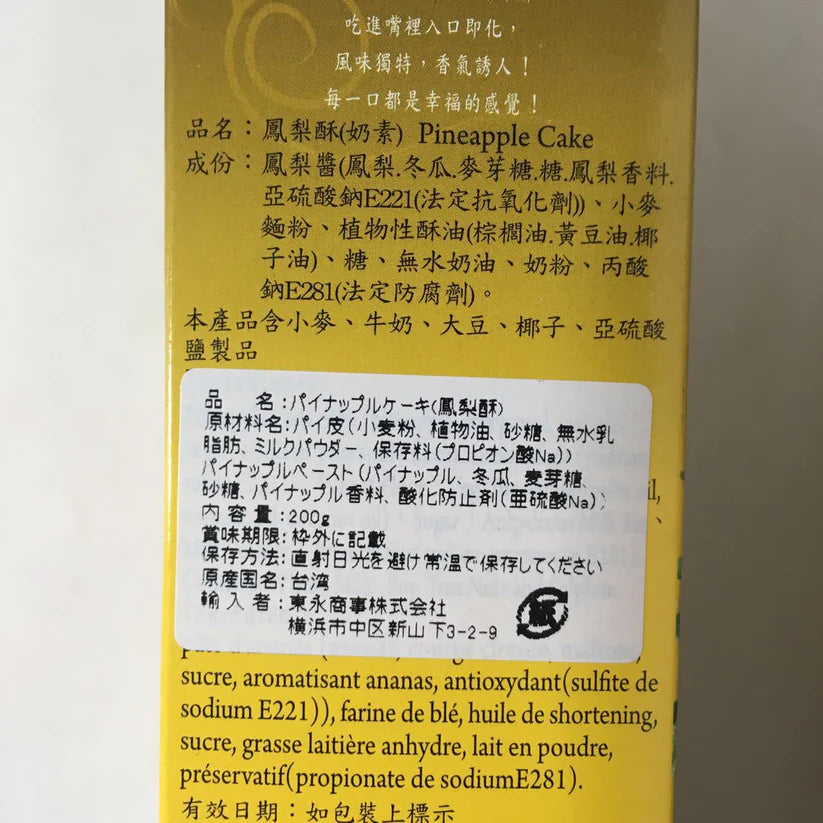 吃進嘴裡入口即化，
風味獨特，香氣誘人！
每一口都是幸福的感覺！
品名：鳳梨酥(奶素) Pineapple Cake
成份：鳳梨醬(鳳梨.冬瓜.麥芽糖.糖.鳳梨香料.
亞硫酸鈉E221(法定抗氧化劑))、小麥
麵粉、植物性酥油(棕櫚油.黃豆油.椰
子油)、糖、無水奶油、奶粉、丙酸
鈉E281(法定防腐劑)。
本產品含小麥、牛奶、大豆、椰子、亞硫酸
鹽製品
品名：パイナップルケーキ(鳳梨酥)
原材料名：パイ皮(小麦粉、植物油、砂糖、無水乳
脂肪、ミルクパウダー、保存料(プロピオン酸Na))
パイナップルペースト(パイナップル、冬瓜、麦芽糖、
砂糖、パイナップル香料、酸化防止剤(亜硫酸Na))
内容量：200g
賞味期限：枠外に記載
保存方法：直射日光を避け常温で保存してください
原産国名：台湾
輸入者：東永商事株式会社
横浜市中区新山下3-2-9
紙
sucre, aromatisant ananas, antioxydant(sulfite de
sodium E221)), farine de blé, huile de shortening,
sucre, grasse laitière anhydre, lait en poudre,
préservatif(propionate de sodiumE281).
有效日期：如包裝上標示